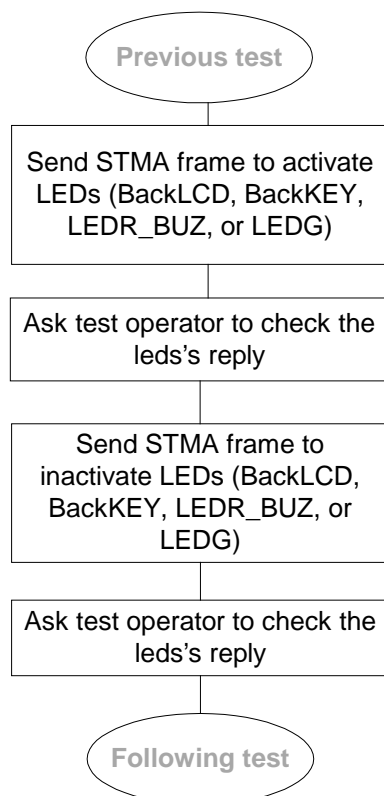 Previous test
Send STMA frame to activate
LEDs (BackLCD, BackKEY,
LEDR_BUZ, or LEDG)
Ask test operator to check the
leds's reply
Send STMA frame to
inactivate LEDs (BackLCD,
BackKEY, LEDR_BUZ, or
LEDG)
Ask test operator to check the
leds's reply
Following test